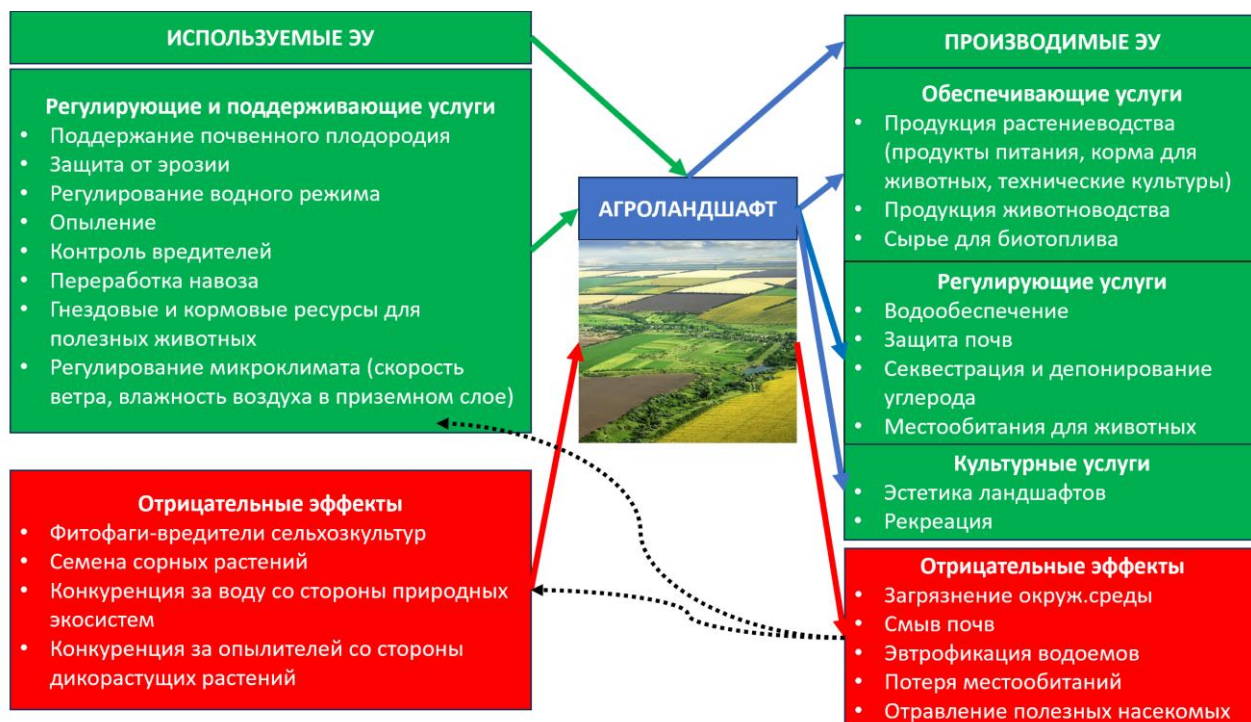 ИСПОЛЬЗУЕМЫЕ ЭУ
Регулирующие и поддерживающие услуги
• Поддержание почвенного плодородия
• Защита от эрозии
• Регулирование водного режима
• Опыление
• Контроль вредителей
• Переработка навоза
• Гнездовые и кормовые ресурсы для
полезных животных
• Регулирование микроклимата (скорость
ветра, влажность воздуха в приземном слое)
Отрицательные эффекты
• Фитофаги-вредители сельхозкультур
• Семена сорных растений
• Конкуренция за воду со стороны природных
экосистем
• Конкуренция за опылителей со стороны
дикорастущих растений
АГРОЛАНДШАФТ
ПРОИЗВОДИМЫЕ ЭУ
Обеспечивающие услуги
• Продукция растениеводства
(продукты питания, корма для
животных, технические культуры)
• Продукция животноводства
• Сырье для биотоплива
Регулирующие услуги
• Водообеспечение
• Защита почв
• Секвестрация и депонирование
углерода
• Местообитания для животных
Культурные услуги
• Эстетика ландшафтов
• Рекреация
Отрицательные эффекты
• Загрязнение окруж.среды
• Смыв почв
• Эвтрофикация водоемов
• Потеря местообитаний
• Отравление полезных насекомых